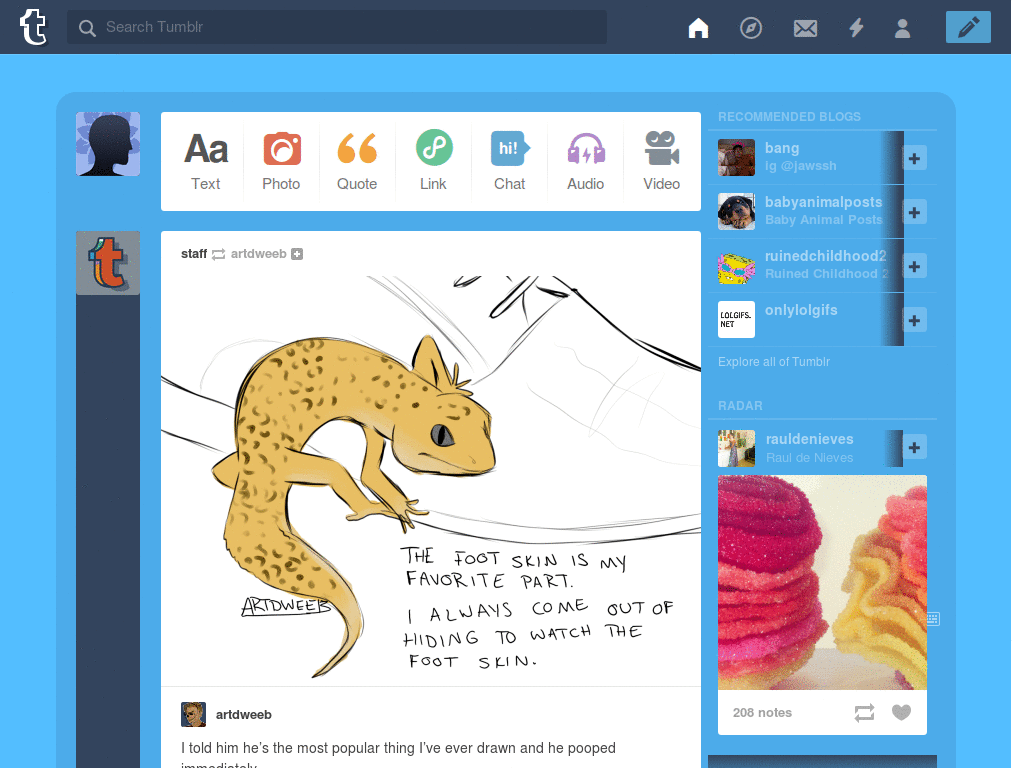 t
Search Tumblr
Aa
Text
Photo
Quote
Link
hi!
Chat
Audio
Video
t
staff artdweeb
THE FOOT SKIN IS MY
FAVORITE PART.
I ALWAYS COME OUT OF
HIDING TO WATCH THE
FOOT SKIN.
ARTDWEEB
artdweeb
I told him he's the most popular thing I've ever drawn and he pooped
immediately
RECOMMENDED BLOGS
bang
Ig @jawssh
babyanimalposts
Baby Animal Posts
ruinedchildhood2
Ruined Childhood 2
LOLGIFS.
NET
onlylolgifs
Explore all of Tumblr
RADAR
rauldenieves
Raul de Nieves
208 notes